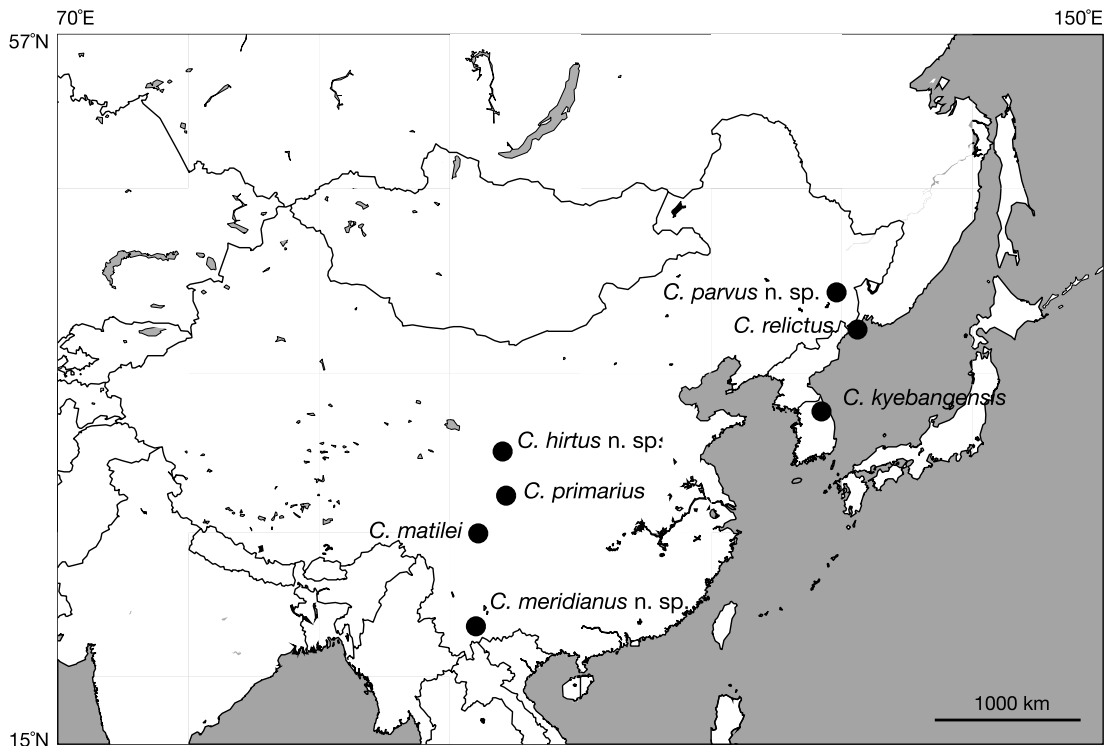 70°E
150°E
57°N
C. parvus n. sp.
C. relictus
C. kyebangensis
C. hirtus n. sp.
C. primarius
C. matilei
C. meridianus n. sp.
1000 km
15°N